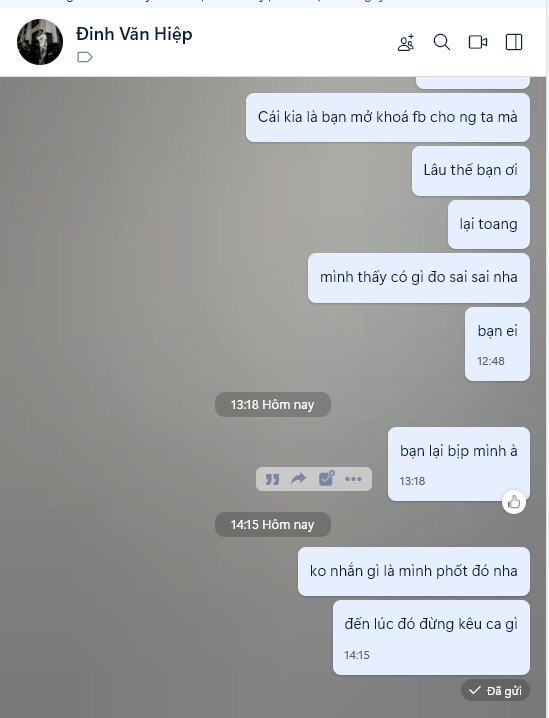 Đinh Văn Hiệp
Cái kia là bạn mở khoá fb cho ng ta mà
Lâu thế bạn ơi
lại toang
mình thấy có gì đo sai sai nha
bạn ei
12:48
13:18 Hôm nay
bạn lại bịp mình à
13:18
14:15 Hôm nay
ko nhắn gì là mình phốt đó nha
đến lúc đó đừng kêu ca gì
14:15
Đã gửi